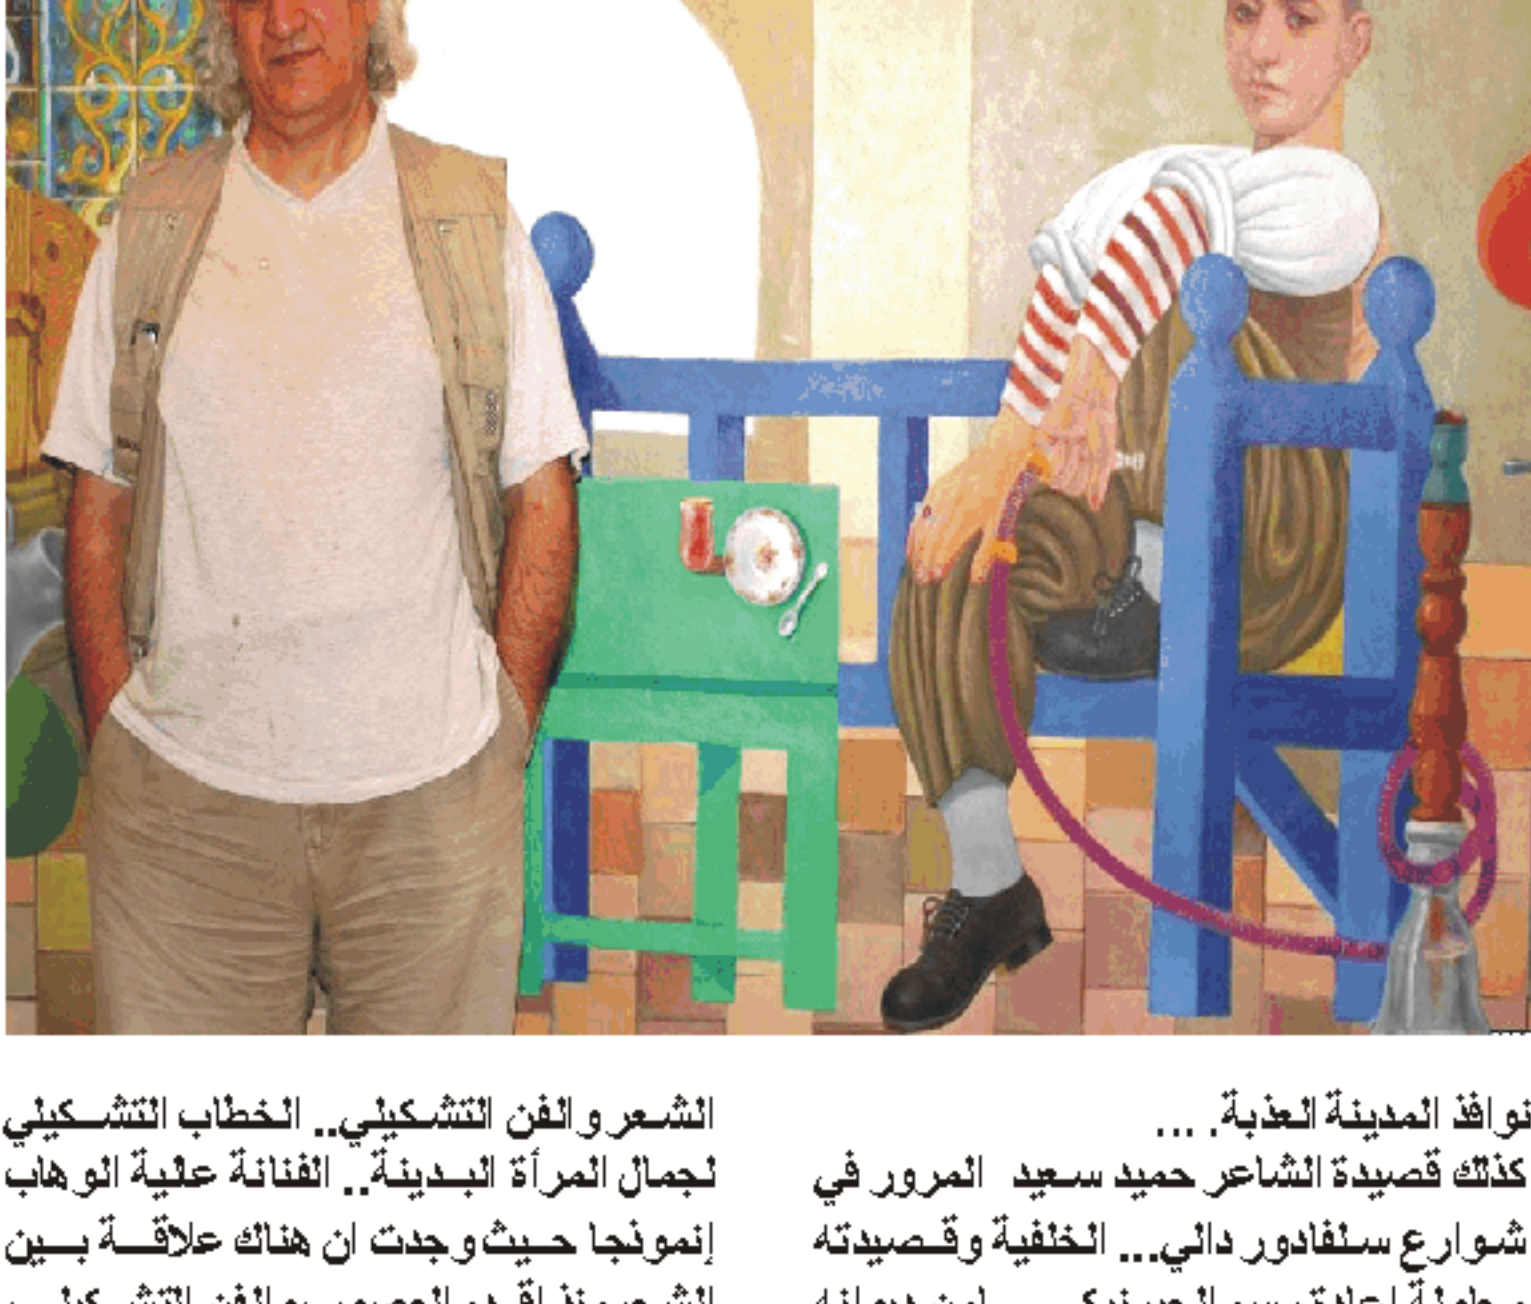 نوافذ المدينة العذبة. ...
كذلك قصيدة الشاعر حميد سعيد المرور في
شوارع سلفادور دالي... الخلفية وقصيدته
الشعر والفن التشكيلي.. الخطاب التشكيلي
لجمال المرأة البدينة.. الفنانة علية الوهاب
إنموذجا حيث وجدت ان هناك علاقة بين